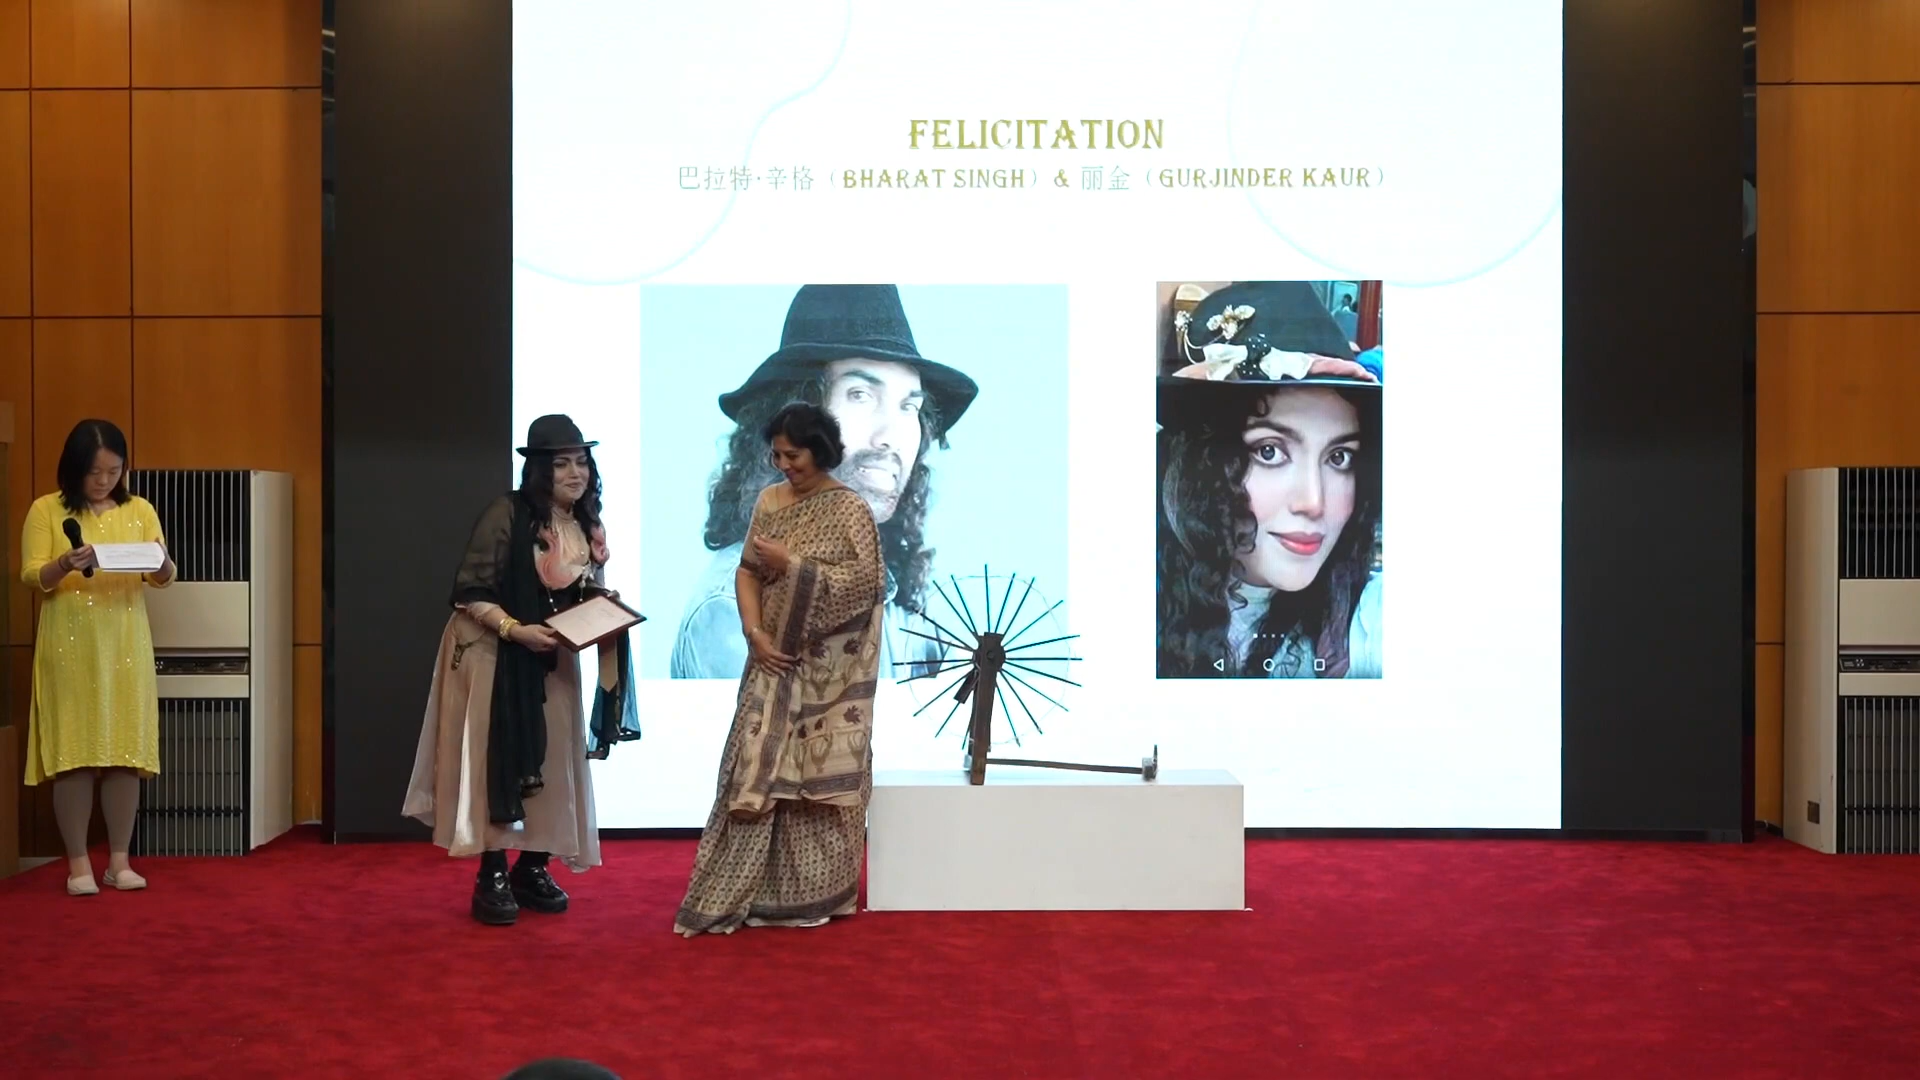 FELICITATION
巴拉特·辛格（BHARAT SINGH）& 丽金（GURJINDER KAUR）